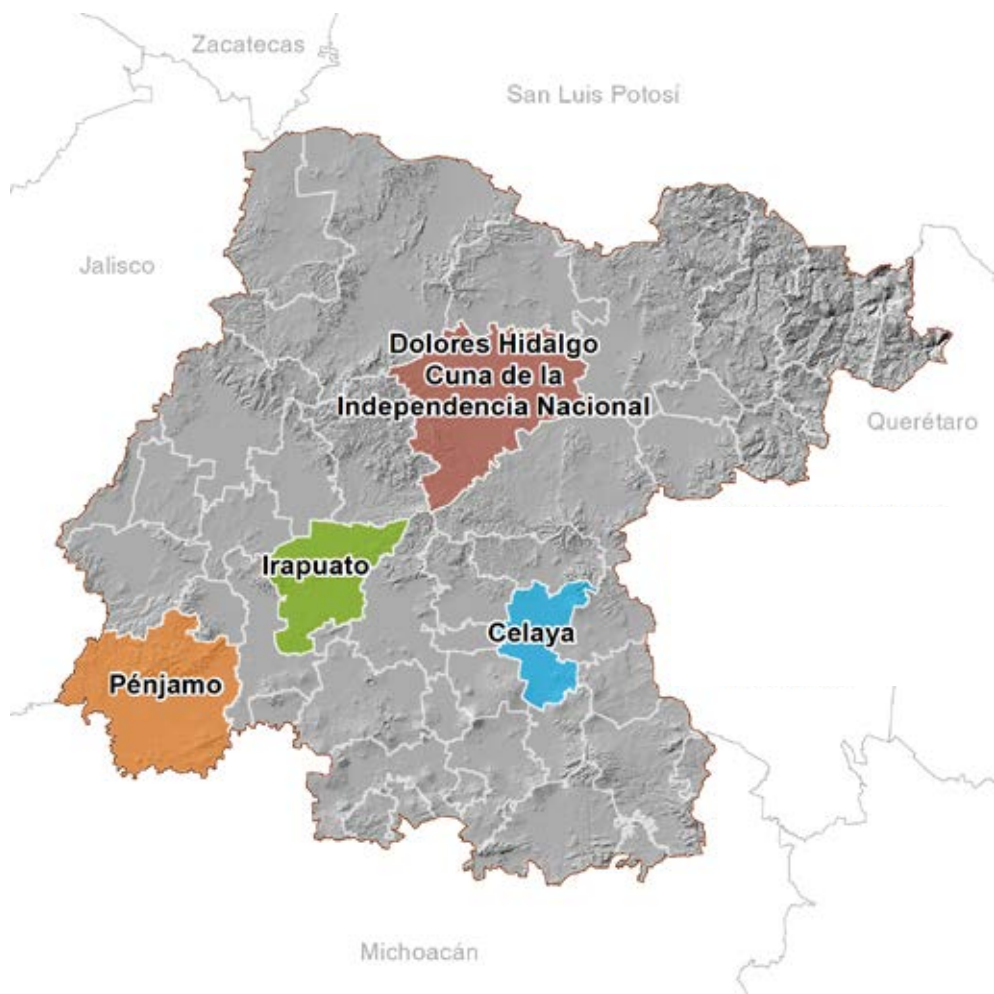 Zacatecas
San Luis Potosí
Jalisco
Dolores Hidalgo
Cuna de la
Independencia Nacional
Querétaro
Irapuato
Celaya
Pénjamo
Michoacán